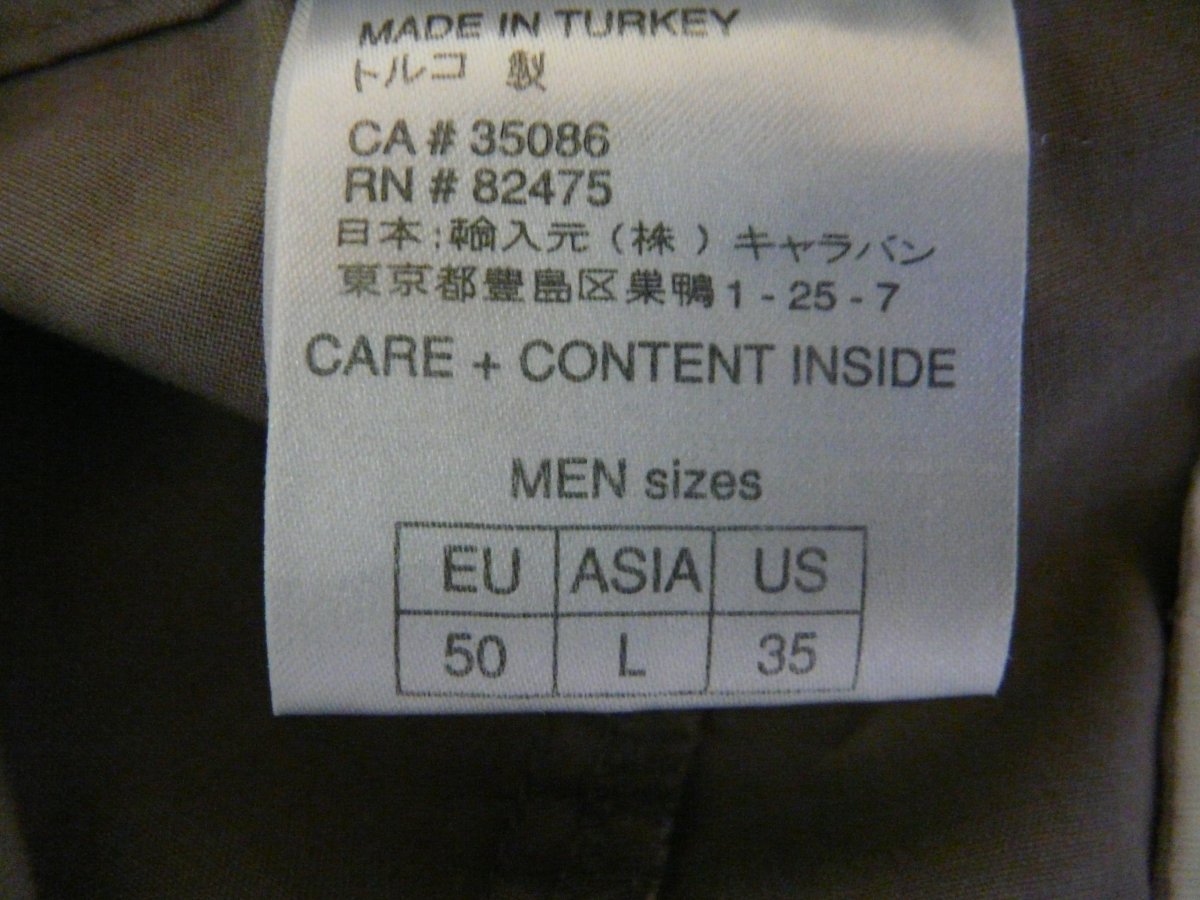 MADE IN TURKEY
トルコ 製
CA # 35086
RN # 82475
日本:輸入元 (株) キャラバン
東京都豊島区巣鴨 1 - 25 - 7
CARE + CONTENT INSIDE
MEN sizes
EU ASIA US
50 L 35